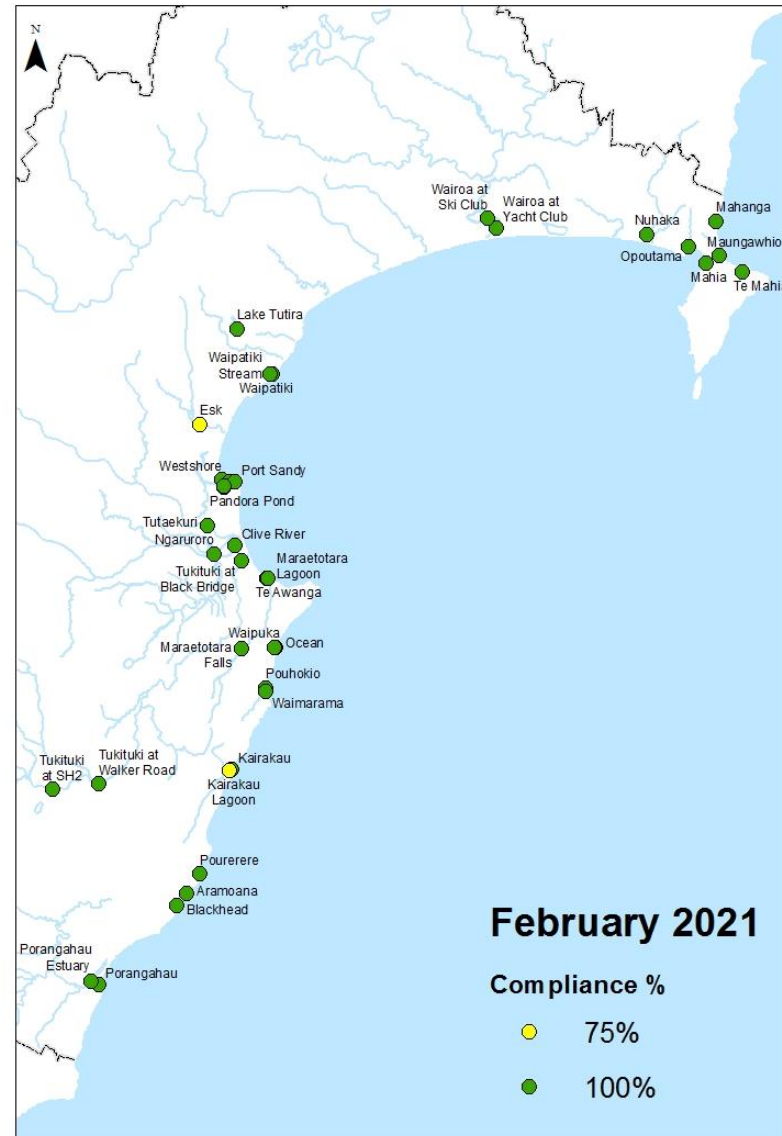 N
Wairoa at
Ski Club
Wairoa at
Yacht Club
Nuhaka
Mahanga
Opoutama
Maungawhio
Mahia
Te Mahia
Lake Tutira
Waipatiki
Stream
Waipatiki
Esk
Westshore
Port Sandy
Pandora Pond
Tutaekuri
Ngaruroro
Clive River
Tukituki at
Black Bridge
Maraetotara
Lagoon
Te Awanga
Waipuka
Ocean
Maraetotara
Falls
Pouhokio
Waimarama
Tukituki
at SH2
Tukituki at
Walker Road
Kairakau
Kairakau
Lagoon
Pourerere
Aramoana
Blackhead
Porangahau
Estuary
Porangahau
February 2021
Compliance %
75%
100%